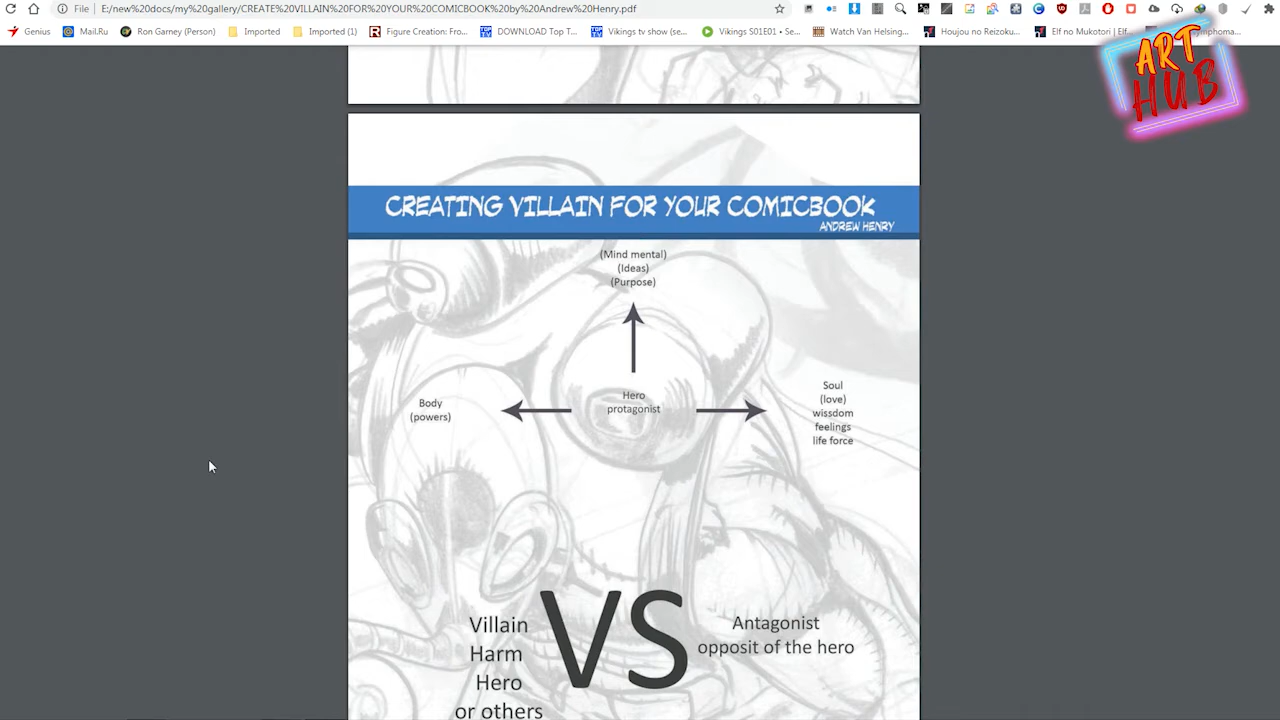 File
E:/new%20docs/my%20gallery/CREATE%20VILLAIN%20FOR%20YOUR%20COMICBOOK%20by%20Andrew%20Henry.pdf
Genius
Mail.Ru
Ron Garney (Person)
Imported
Imported (1)
Figure Creation: Fro...
DOWNLOAD Top T...
Vikings tv show (se...
Vikings S01E01 • Se...
Watch Van Helsing...
Houjou no Reizoku...
Elf no Mukotori | Elf...
ART
HUB
CREATING VILLAIN FOR YOUR COMICBOOK
ANDREW HENRY
(Mind mental)
(Ideas)
(Purpose)
Hero
protagonist
Body
(powers)
Soul
(love)
wissdom
feelings
life force
VS
Villain
Harm
Hero
or others
Antagonist
opposit of the hero